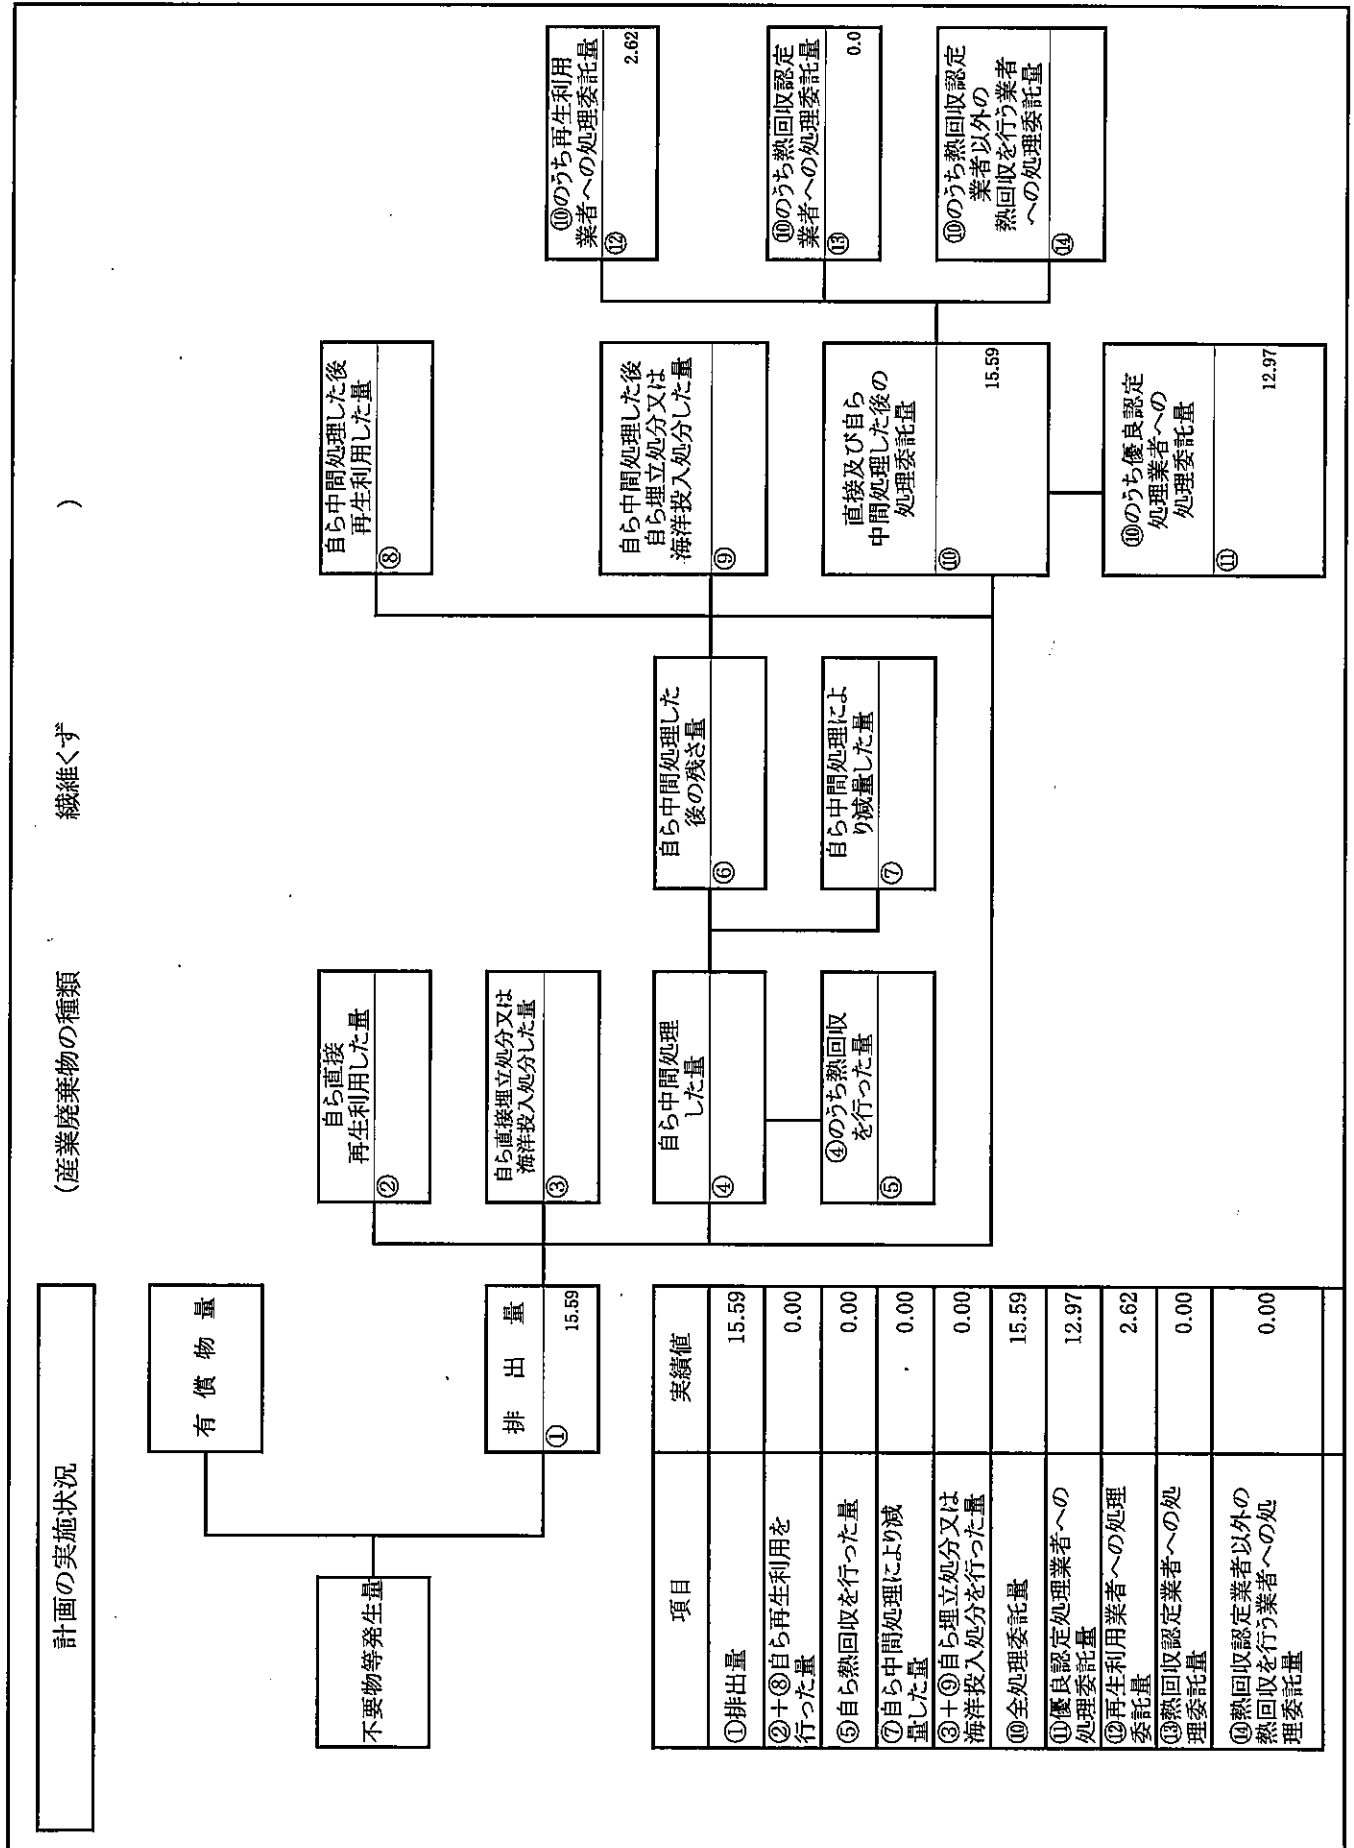 計画の実施状況
(産業廃棄物の種類　　繊維くず　　)
不要物等発生量
有 償 物 量
排 出 量
①
15.59
自ら直接
再生利用した量
②
自ら直接埋立処分又は
海洋投入処分した量
③
自ら中間処理
した量
④
④のうち熱回収
を行った量
⑤
自ら中間処理した
後の残さ量
⑥
自ら中間処理によ
り減量した量
⑦
自ら中間処理した後
再生利用した量
⑧
自ら中間処理した後
自ら埋立処分又は
海洋投入処分した量
⑨
直接及び自ら
中間処理した後の
処理委託量
⑩
15.59
⑩のうち優良認定
処理業者への
処理委託量
⑪
12.97
⑩のうち再生利用
業者への処理委託量
⑫
2.62
⑩のうち熱回収認定
業者への処理委託量
⑬
0.0
⑩のうち熱回収認定
業者以外の
熱回収を行う業者
への処理委託量
⑭
項目 実績値
①排出量 15.59
②+⑧自ら再生利用を
行った量 0.00
⑤自ら熱回収を行った量 0.00
⑦自ら中間処理により減
量した量 0.00
③+⑨自ら埋立処分又は
海洋投入処分を行った量 0.00
⑩全処理委託量 15.59
⑪優良認定処理業者への
処理委託量 12.97
⑫再生利用業者への処理
委託量 2.62
⑬熱回収認定業者への処
理委託量 0.00
⑭熱回収認定業者以外の
熱回収を行う業者への処
理委託量 0.00